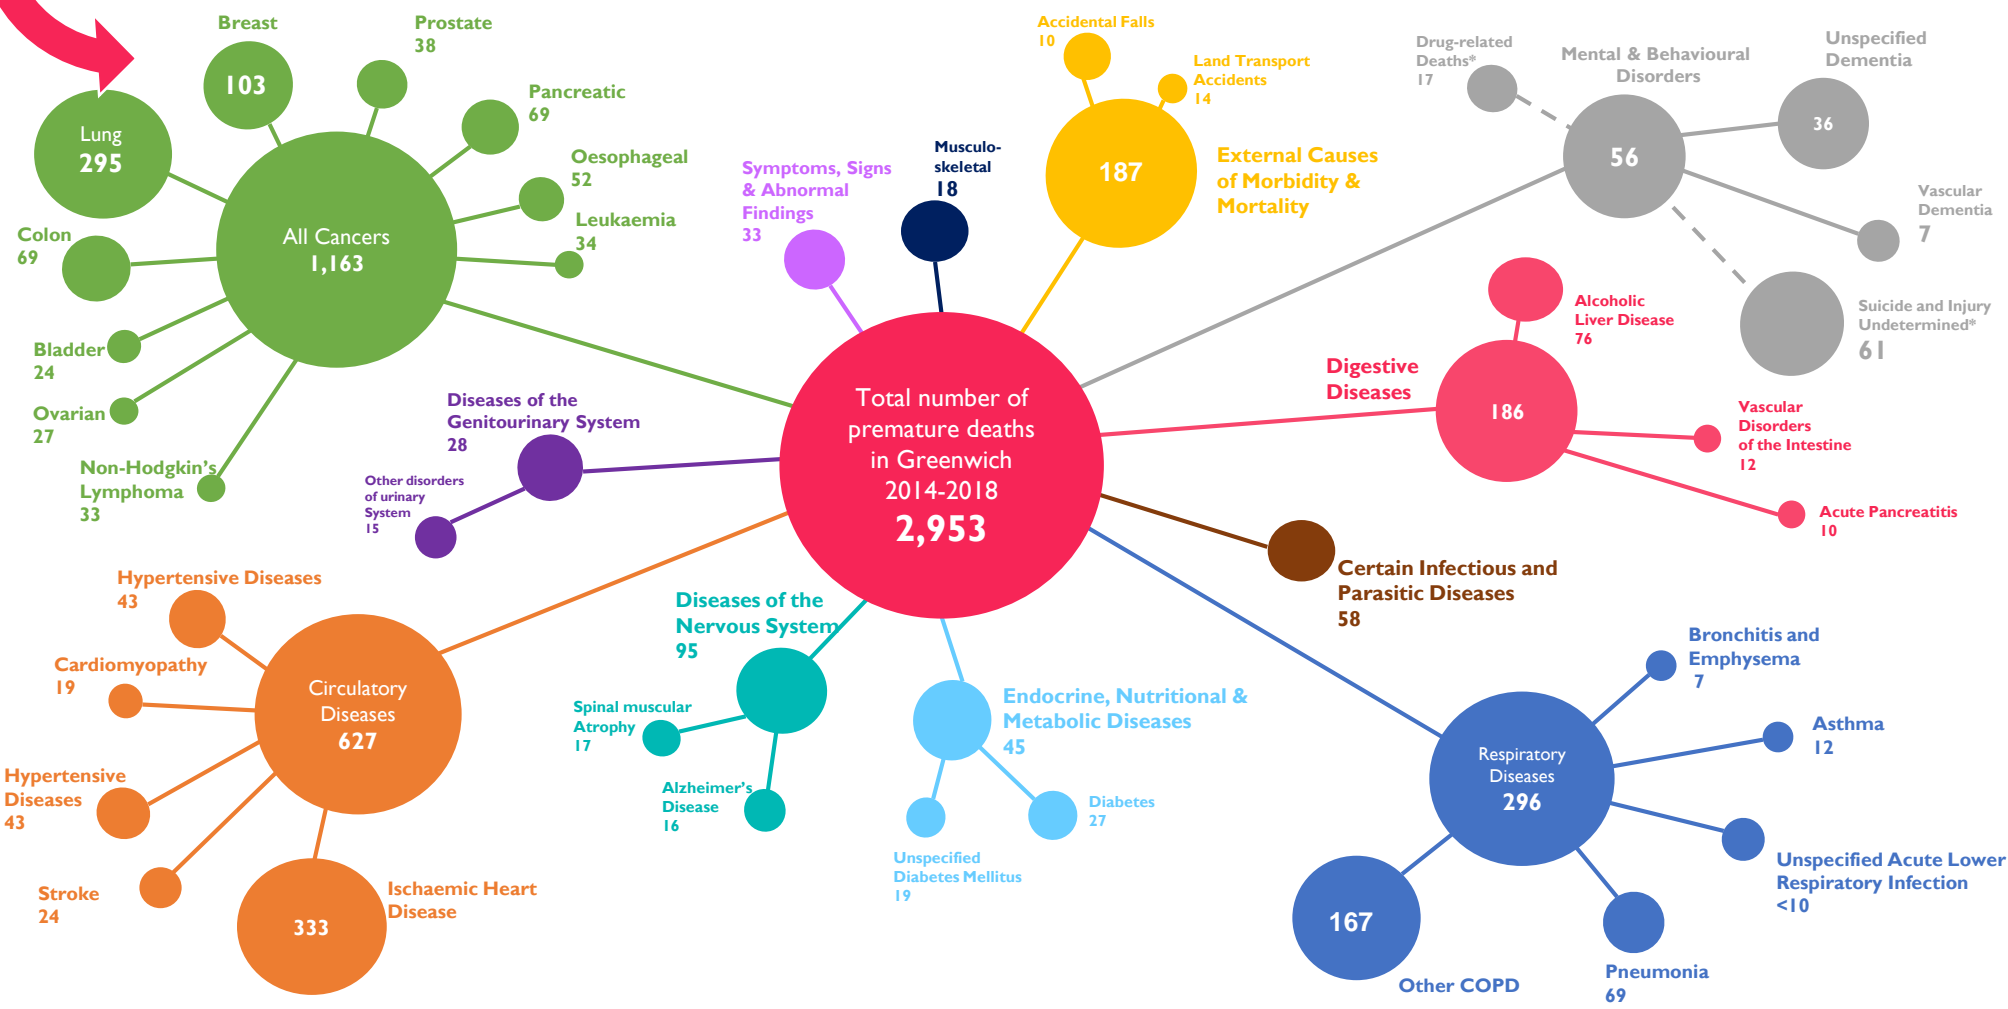 Breast
103
Prostate
38
Pancreatic
69
Lung
295
Oesophageal
52
Leukaemia
34
All Cancers
1,163
Colon
69
Bladder
24
Ovarian
27
Non-Hodgkin's
Lymphoma
33
Symptoms, Signs
& Abnormal
Findings
33
Musculo-
skeletal
18
Accidental Falls
10
Land Transport
Accidents
14
187
External Causes
of Morbidity &
Mortality
Drug-related
Deaths*
17
Mental & Behavioural
Disorders
56
Unspecified
Dementia
36
Vascular
Dementia
7
Suicide and Injury
Undetermined*
61
Alcoholic
Liver Disease
76
Digestive
Diseases
186
Vascular
Disorders
of the Intestine
12
Acute Pancreatitis
10
Total number of
premature deaths
in Greenwich
2014-2018
2,953
Diseases of the
Genitourinary System
28
Other disorders
of urinary
System
15
Certain Infectious and
Parasitic Diseases
58
Hypertensive Diseases
43
Cardiomyopathy
19
Circulatory
Diseases
627
Hypertensive
Diseases
43
Stroke
24
333
Ischaemic Heart
Disease
Diseases of the
Nervous System
95
Spinal muscular
Atrophy
17
Alzheimer's
Disease
16
Endocrine, Nutritional &
Metabolic Diseases
45
Unspecified
Diabetes Mellitus
19
Diabetes
27
Bronchitis and
Emphysema
7
Asthma
12
Respiratory
Diseases
296
Unspecified Acute Lower
Respiratory Infection
<10
167
Other COPD
Pneumonia
69